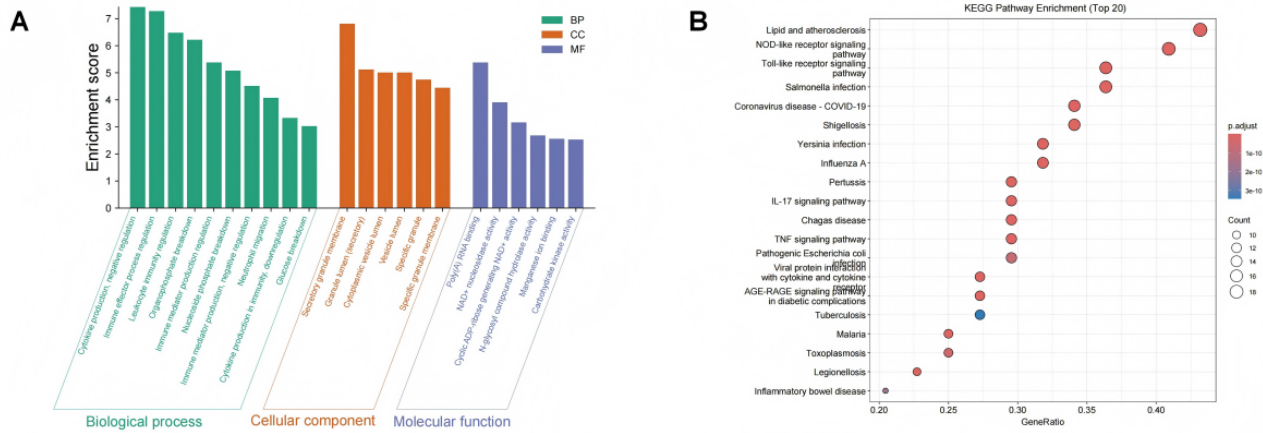 A
Enrichment score
7
6
5
4
3
2
1
0
BP
CC
MF
Cytokine production, negative regulation
Immune effector process regulation
Leukocyte immunity regulation
Organophosphate breakdown
Immune mediator production regulation
Nucleoside phosphate breakdown
Immune mediator production, negative regulation
Neutrophil migration
Cytokine production in immunity, downregulation
Glucose breakdown
Secretory granule membrane
Granule lumen (secretory)
Cytoplasmic vesicle lumen
Vesicle lumen
Specific granule
Specific granule membrane
Poly(A) RNA binding
NAD+ nucleosidase activity
Cyclic ADP-ribose generating NAD+ activity
N-glycosyl compound hydrolase activity
Manganese ion binding
Carbohydrate kinase activity
Biological process
Cellular component
Molecular function
B
KEGG Pathway Enrichment (Top 20)
Lipid and atherosclerosis
NOD-like receptor signaling
pathway
Toll-like receptor signaling
pathway
Salmonella infection
Coronavirus disease - COVID-19
Shigellosis
Yersinia infection
Influenza A
Pertussis
IL-17 signaling pathway
Chagas disease
TNF signaling pathway
Pathogenic Escherichia coli
infection
Viral protein interaction
with cytokine and cytokine
receptor
AGE-RAGE signaling pathway
in diabetic complications
Tuberculosis
Malaria
Toxoplasmosis
Legionellosis
Inflammatory bowel disease
0.20
0.25
0.30
0.35
0.40
GeneRatio
p.adjust
1e-10
2e-10
3e-10
Count
10
12
14
16
18